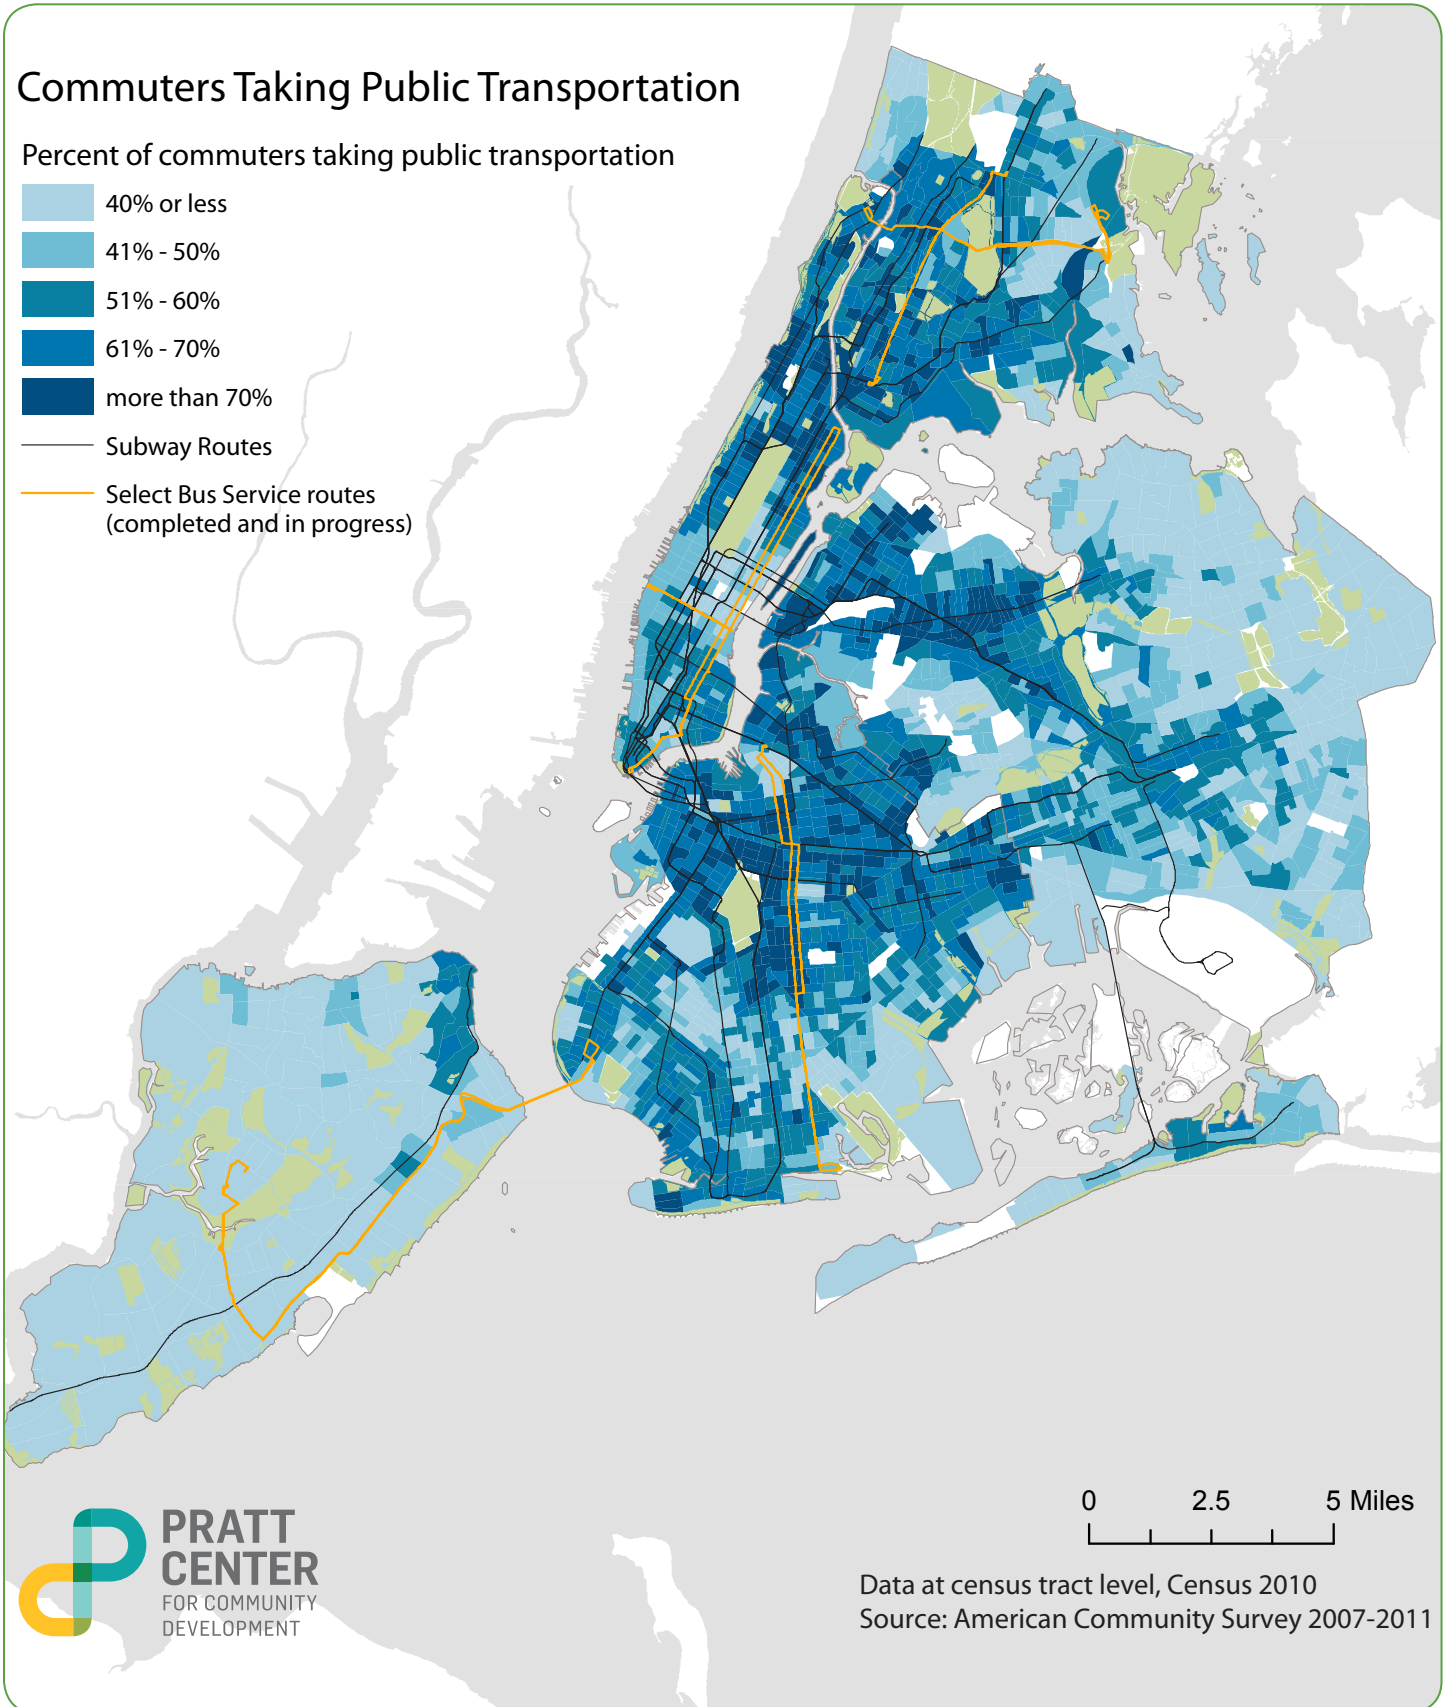 Commuters Taking Public Transportation
Percent of commuters taking public transportation
40% or less
41% - 50%
51% - 60%
61% - 70%
more than 70%
Subway Routes
Select Bus Service routes
(completed and in progress)
0 2.5 5 Miles
PRATT
CENTER
FOR COMMUNITY
DEVELOPMENT
Data at census tract level, Census 2010
Source: American Community Survey 2007-2011